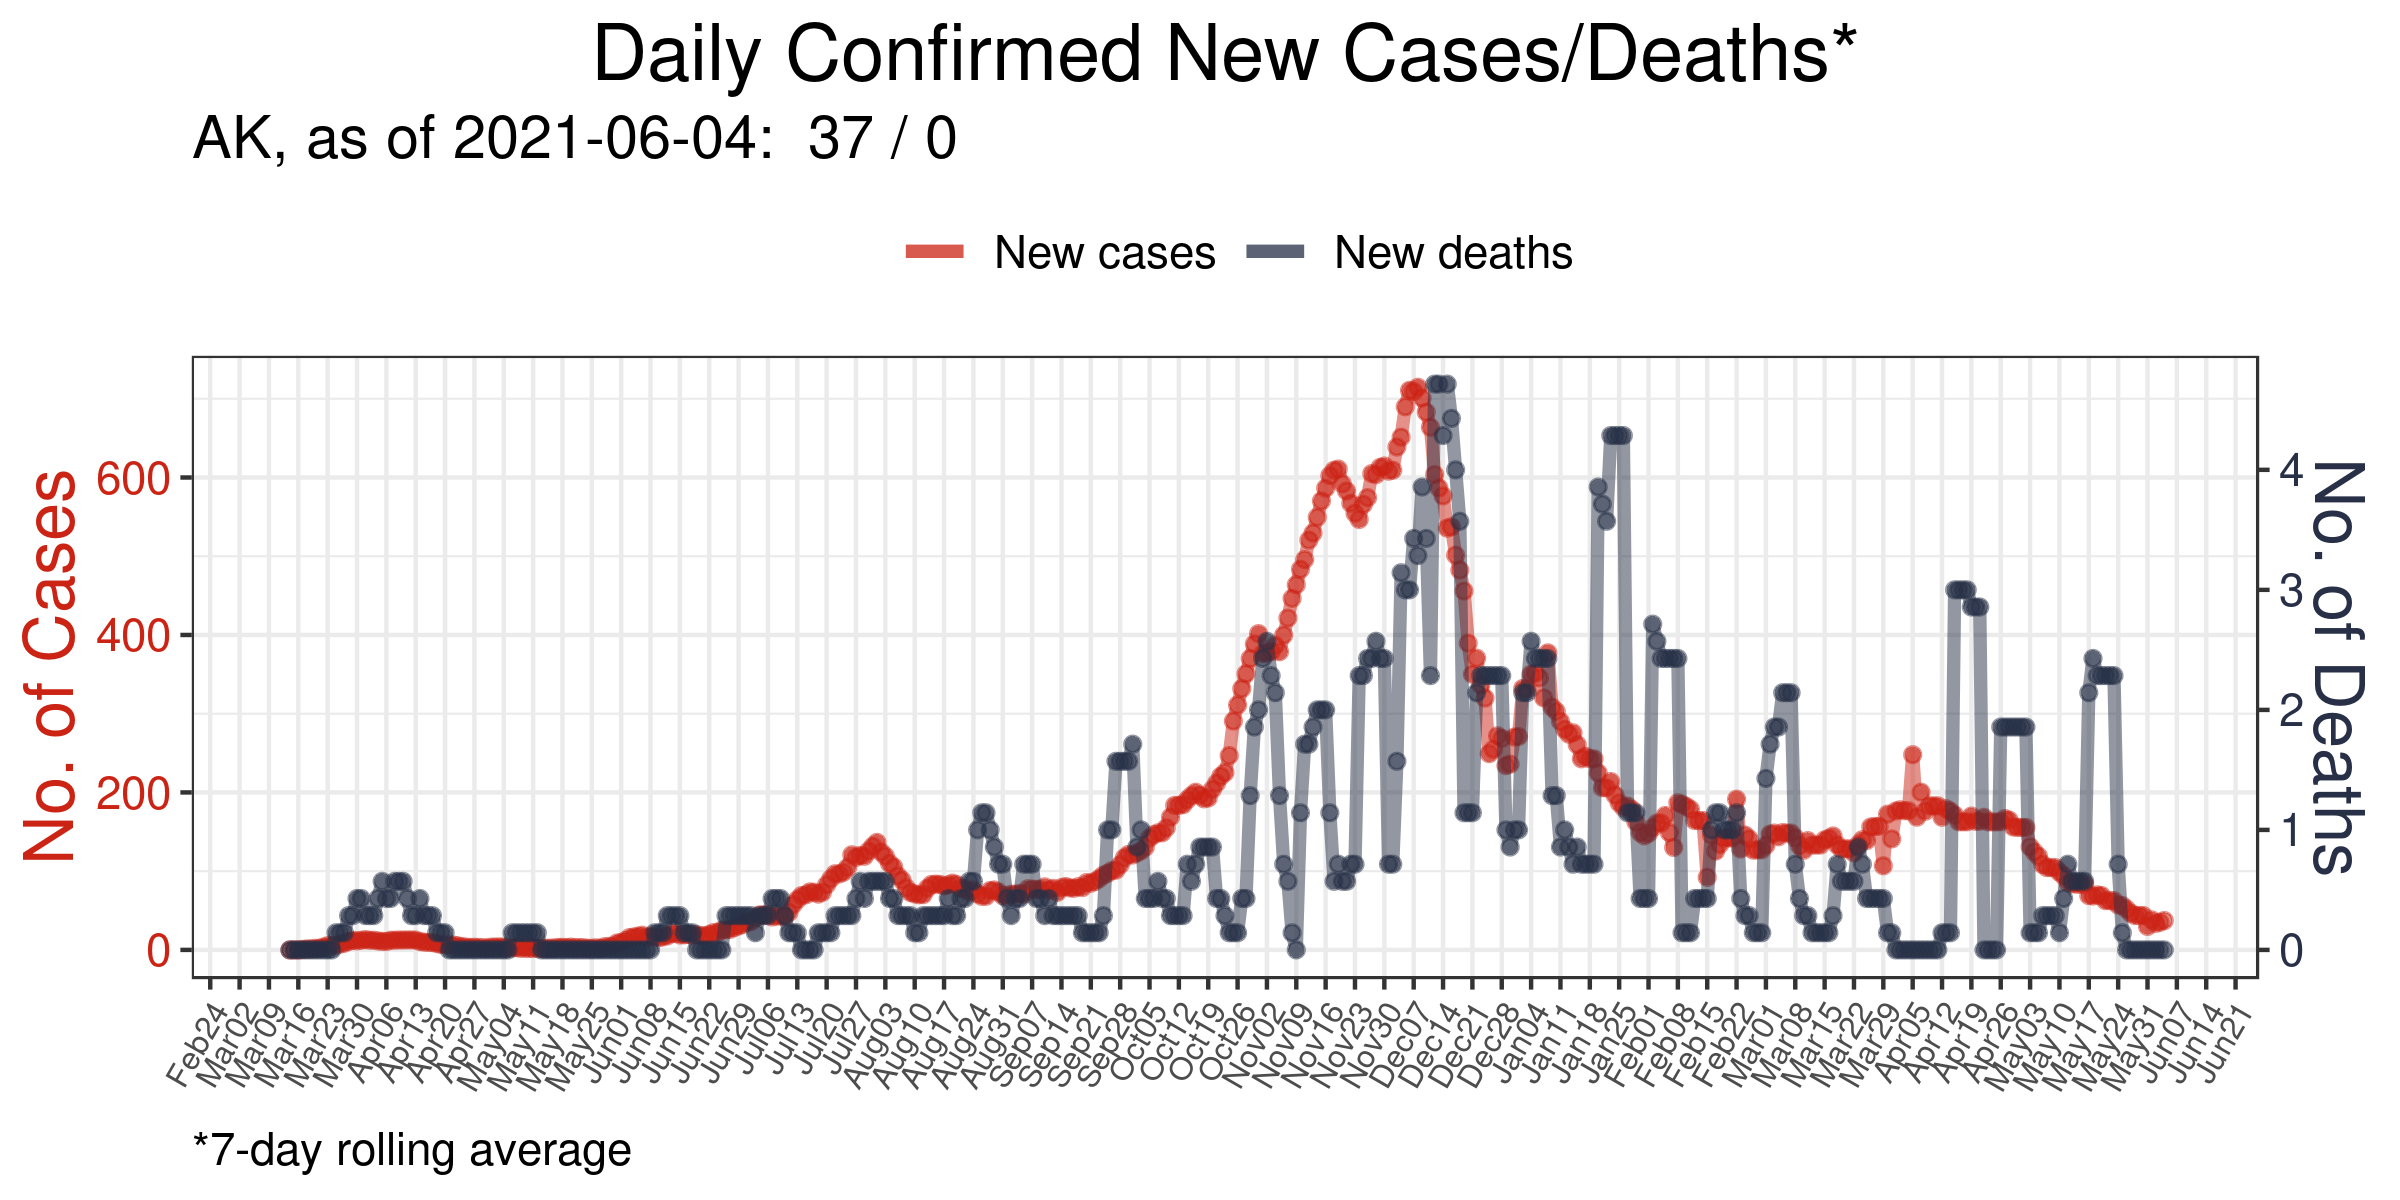 Daily Confirmed New Cases/Deaths*
AK, as of 2021-06-04:  37 / 0
New cases
New deaths
No. of Cases
600
400
200
0
4
3
2
1
0
No. of Deaths
Feb24
Mar02
Mar09
Mar16
Mar23
Mar30
Apr06
Apr13
Apr20
Apr27
May04
May11
May18
May25
Jun01
Jun08
Jun15
Jun22
Jun29
Jul06
Jul13
Jul20
Jul27
Aug03
Aug10
Aug17
Aug24
Aug31
Sep07
Sep14
Sep21
Sep28
Oct05
Oct12
Oct19
Oct26
Nov02
Nov09
Nov16
Nov23
Nov30
Dec07
Dec14
Dec21
Dec28
Jan04
Jan11
Jan18
Jan25
Feb01
Feb08
Feb15
Feb22
Mar01
Mar08
Mar15
Mar22
Mar29
Apr05
Apr12
Apr19
Apr26
May03
May10
May17
May24
May31
Jun07
Jun14
Jun21
*7-day rolling average